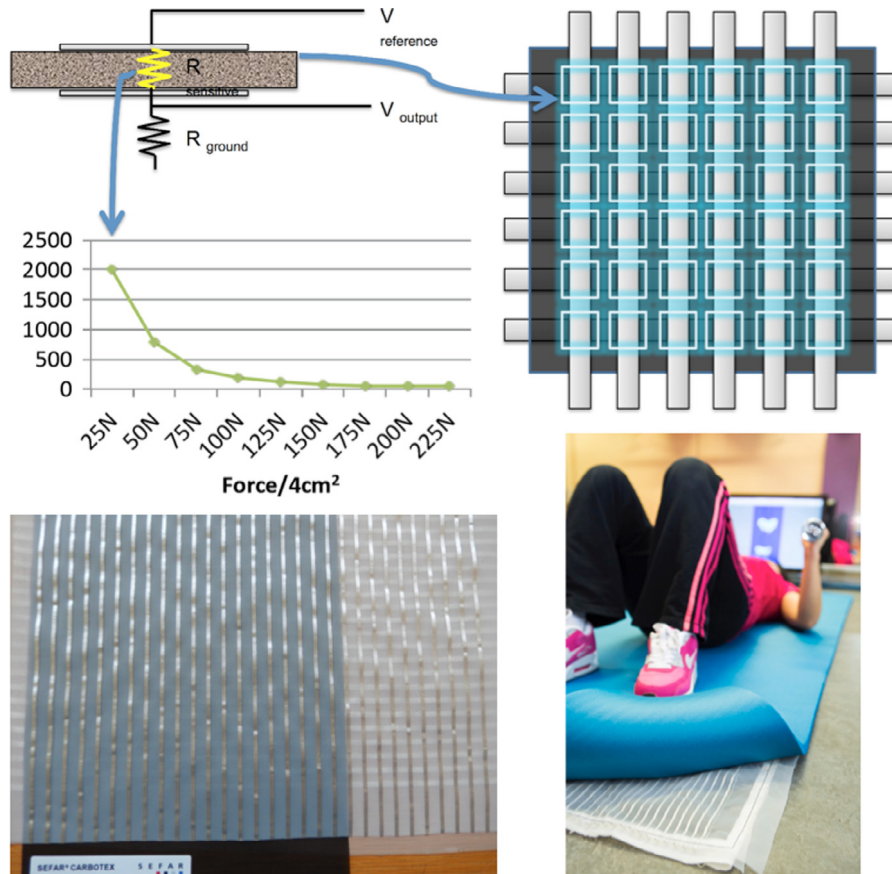 V
reference
R
sensitive
V output
R ground
2500
2000
1500
1000
500
0
25N
50N
75N
100N
125N
150N
175N
200N
225N
Force/4cm²
SEFAR® CARBOTEX SEFAR